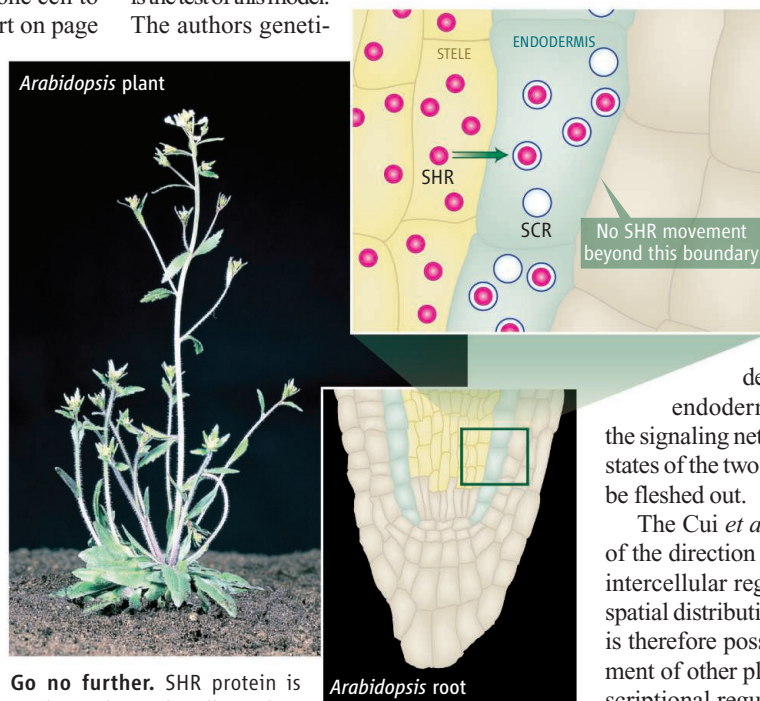 one cell to
rt on page
is the test of this model.
The authors geneti-
Arabidopsis plant
STELE
ENDODERMIS
SHR
SCR
No SHR movement
beyond this boundary
Arabidopsis root
Go no further. SHR protein is
de
endoderm
the signaling net
states of the two
be fleshed out.
The Cui et a
of the direction
intercellular reg
spatial distributi
is therefore poss
ment of other pl
scriptional regu